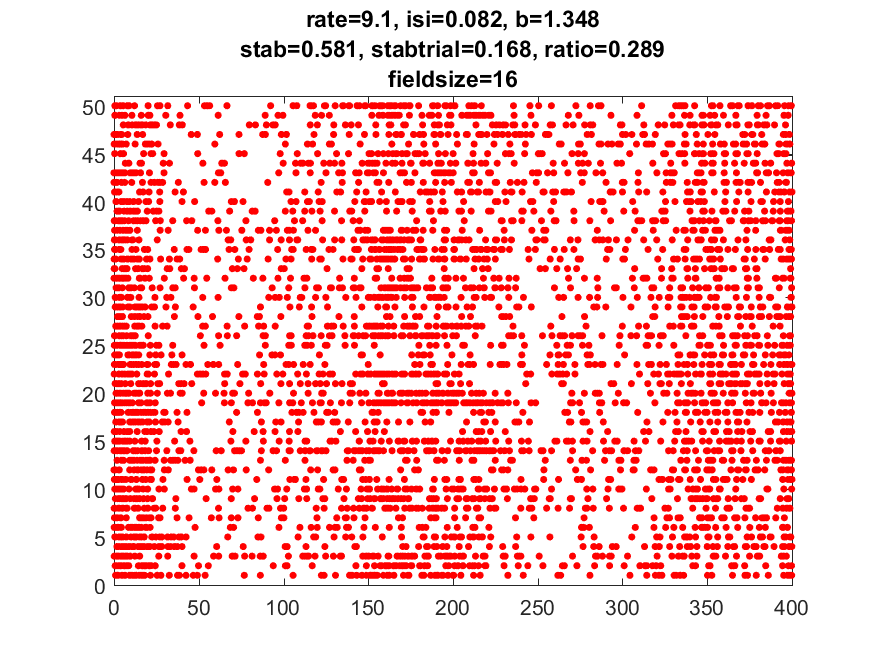 rate=9.1, isi=0.082, b=1.348
stab=0.581, stabtrial=0.168, ratio=0.289
fieldsize=16
50
45
40
35
30
25
20
15
10
5
0
0 50 100 150 200 250 300 350 400